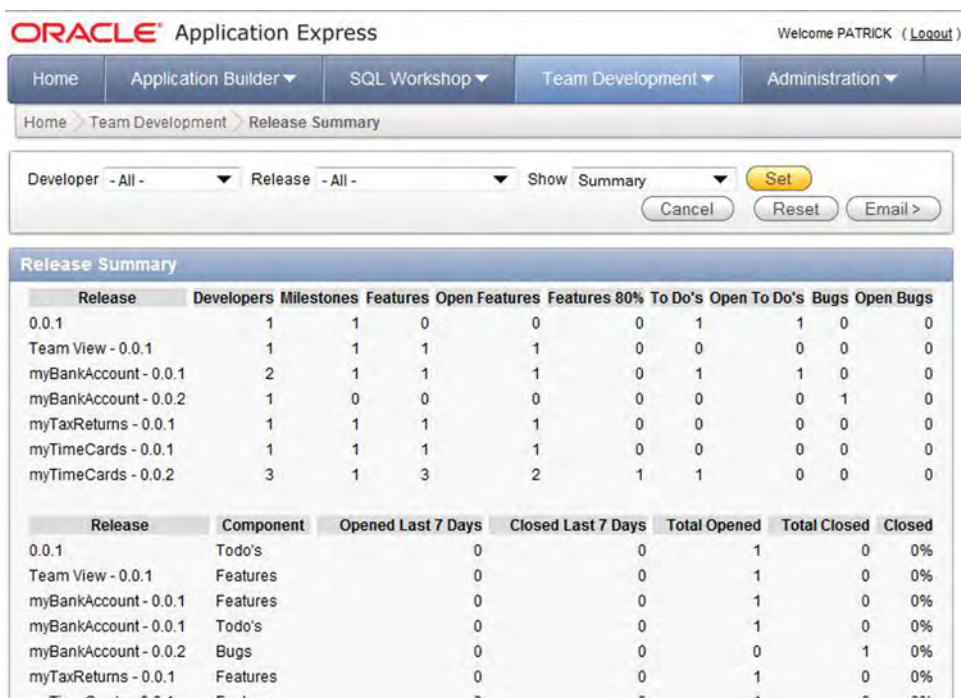 ORACLE Application Express Welcome PATRICK ( Logout )
Home Application Builder SQL Workshop Team Development Administration
Home Team Development Release Summary
Developer - All - Release - All - Show Summary Set
Cancel Reset Email >
Release Summary
Release Developers Milestones Features Open Features Features 80% To Do's Open To Do's Bugs Open Bugs
0.0.1 1 1 0 0 0 1 1 0 0
Team View - 0.0.1 1 1 1 1 0 0 0 0 0
myBankAccount - 0.0.1 2 1 1 1 0 1 1 0 0
myBankAccount - 0.0.2 1 0 0 0 0 0 0 1 0
myTaxReturns - 0.0.1 1 1 1 1 0 0 0 0 0
myTimeCards - 0.0.1 1 1 1 1 0 0 0 0 0
myTimeCards - 0.0.2 3 1 3 2 1 1 0 0 0
Release Component Opened Last 7 Days Closed Last 7 Days Total Opened Total Closed Closed
0.0.1 Todo's 0 0 1 0 0%
Team View - 0.0.1 Features 0 0 1 0 0%
myBankAccount - 0.0.1 Features 0 0 1 0 0%
myBankAccount - 0.0.1 Todo's 0 0 1 0 0%
myBankAccount - 0.0.2 Bugs 0 0 0 1 0%
myTaxReturns - 0.0.1 Features 0 0 1 0 0%